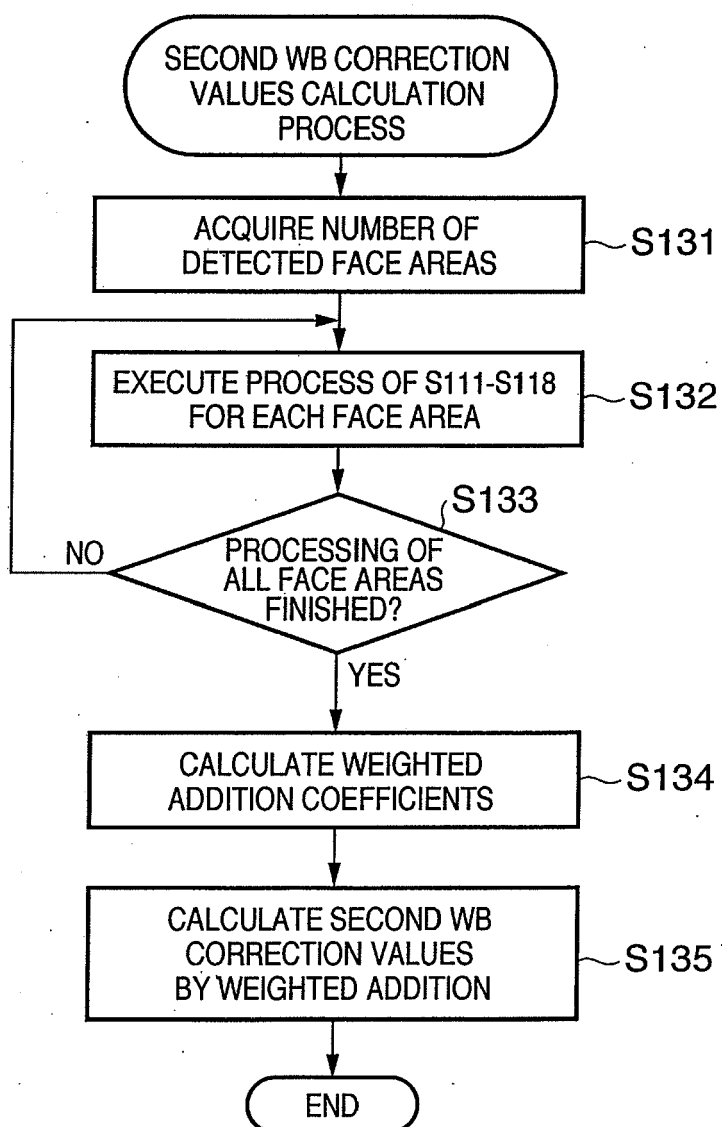 SECOND WB CORRECTION
VALUES CALCULATION
PROCESS
ACQUIRE NUMBER OF
DETECTED FACE AREAS
S131
EXECUTE PROCESS OF S111-S118
FOR EACH FACE AREA
S132
S133
NO
PROCESSING OF
ALL FACE AREAS
FINISHED?
YES
CALCULATE WEIGHTED
ADDITION COEFFICIENTS
S134
CALCULATE SECOND WB
CORRECTION VALUES
BY WEIGHTED ADDITION
S135
END